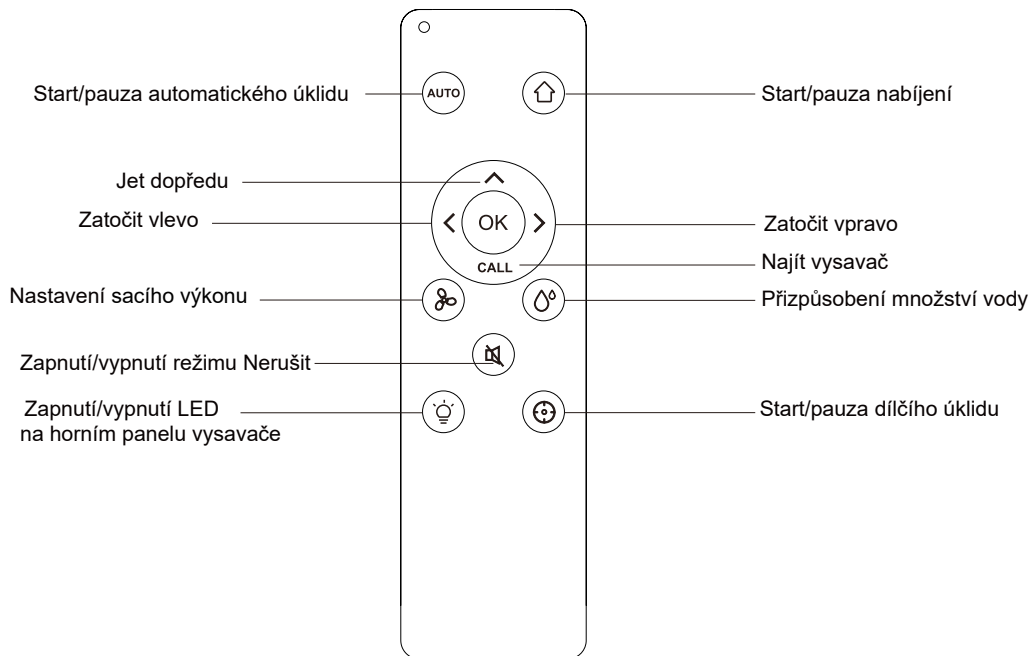 Start/pauza automatického úklidu
AUTO
Start/pauza nabíjení
Jet dopředu
Zatočit vlevo
OK
Zatočit vpravo
CALL
Najít vysavač
Nastavení sacího výkonu
Přizpůsobení množství vody
Zapnutí/vypnutí režimu Nerušit
Zapnutí/vypnutí LED
na horním panelu vysavače
Start/pauza dílčího úklidu